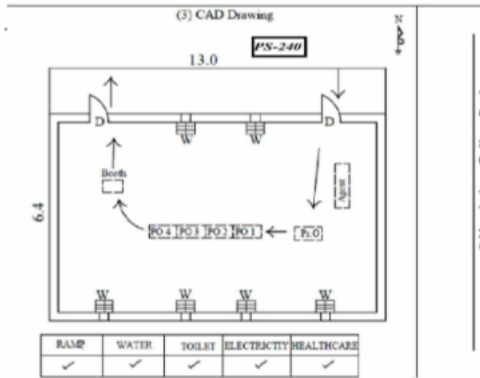 (3) CAD Drawing
N
PS-240
13.0
D
D
W
W
Booth
Agent
6.4
PO 4 PO 3 PO 2 PO 1
Pr.O
W
W
W
W
RAMP WATER TOILET ELECTRICTIY HEALTHCARE
✓ ✓ ✓ ✓ ✓